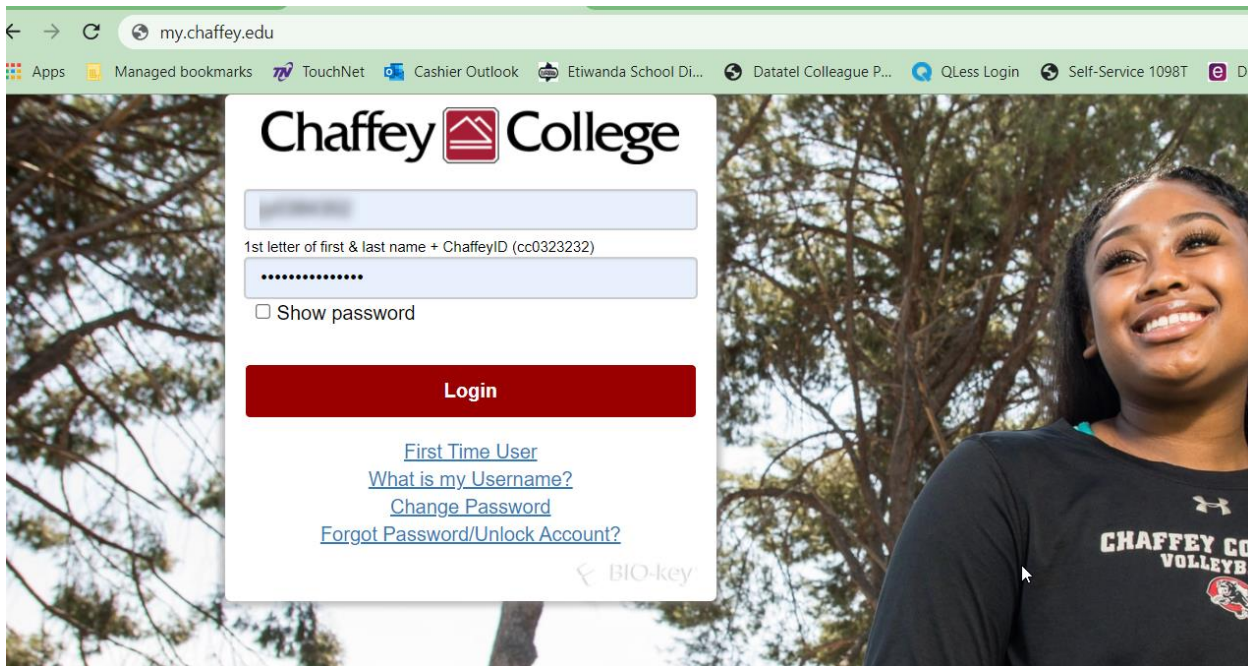 my.chaffey.edu
Apps Managed bookmarks TouchNet Cashier Outlook Etiwanda School Di... Datatel Colleague P... QLess Login Self-Service 1098T D
Chaffey College
1st letter of first & last name + ChaffeyID (cc0323232)
Show password
Login
First Time User
What is my Username?
Change Password
Forgot Password/Unlock Account?
BIO-key
CHAFFEY CO
VOLLEYB